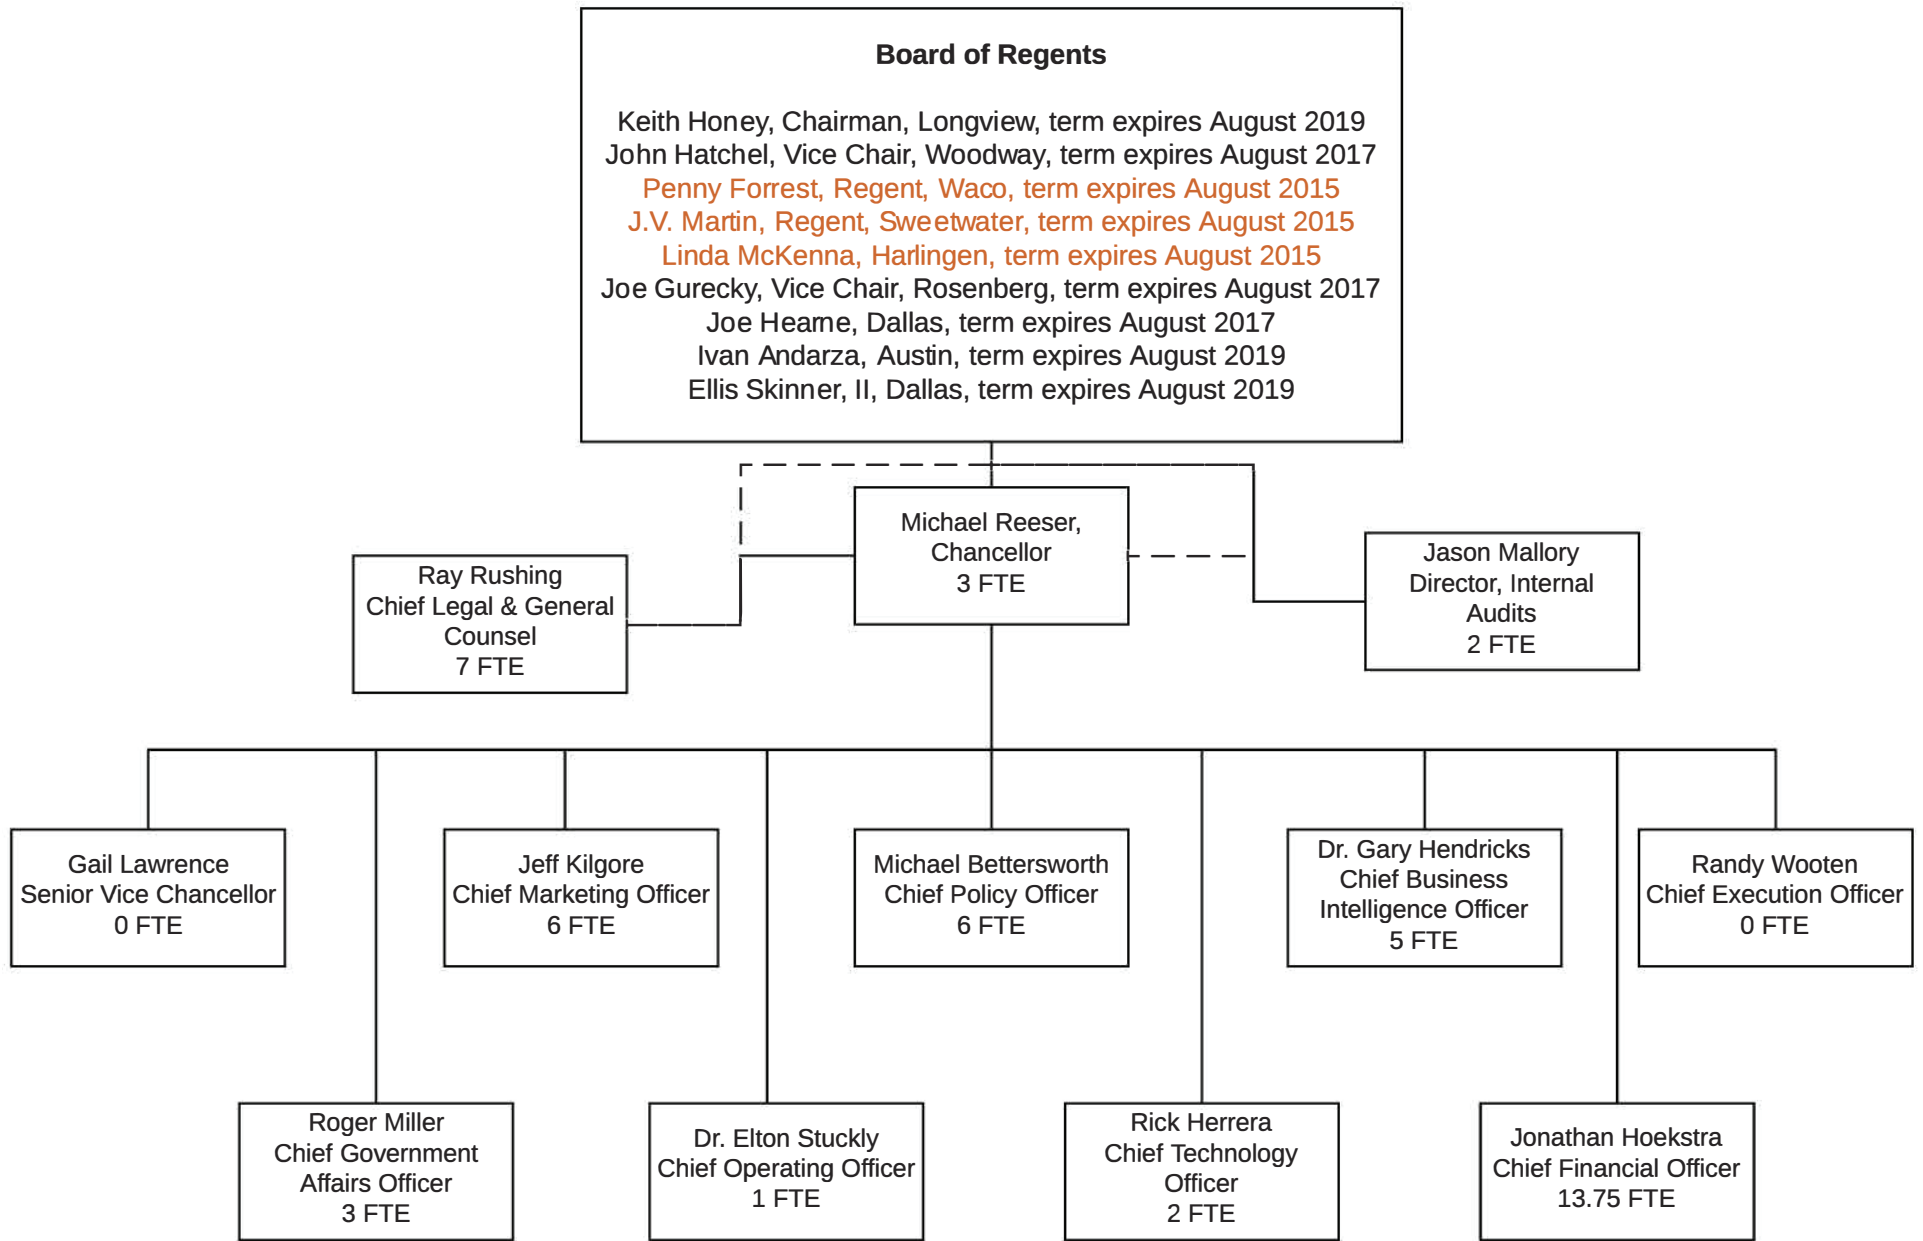 Board of Regents
Keith Honey, Chairman, Longview, term expires August 2019
John Hatchel, Vice Chair, Woodway, term expires August 2017
Penny Forrest, Regent, Waco, term expires August 2015
J.V. Martin, Regent, Sweetwater, term expires August 2015
Linda McKenna, Harlingen, term expires August 2015
Joe Gurecky, Vice Chair, Rosenberg, term expires August 2017
Joe Hearne, Dallas, term expires August 2017
Ivan Andarza, Austin, term expires August 2019
Ellis Skinner, II, Dallas, term expires August 2019
Michael Reeser,
Chancellor
3 FTE
Ray Rushing
Chief Legal & General
Counsel
7 FTE
Jason Mallory
Director, Internal
Audits
2 FTE
Gail Lawrence
Senior Vice Chancellor
0 FTE
Jeff Kilgore
Chief Marketing Officer
6 FTE
Michael Bettersworth
Chief Policy Officer
6 FTE
Dr. Gary Hendricks
Chief Business
Intelligence Officer
5 FTE
Randy Wooten
Chief Execution Officer
0 FTE
Roger Miller
Chief Government
Affairs Officer
3 FTE
Dr. Elton Stuckly
Chief Operating Officer
1 FTE
Rick Herrera
Chief Technology
Officer
2 FTE
Jonathan Hoekstra
Chief Financial Officer
13.75 FTE